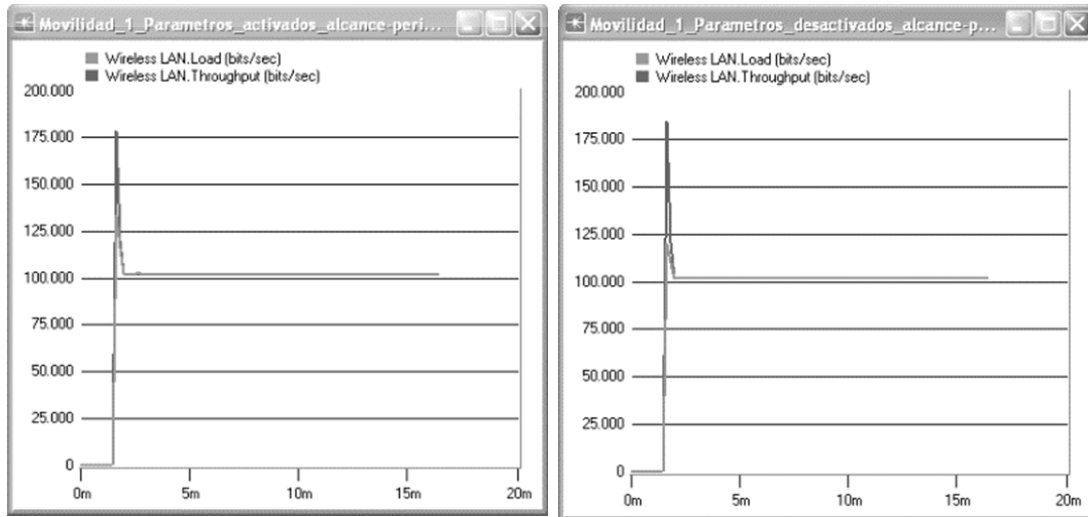 Movilidad_1_Parametros_activados_alcance-peri...
Wireless LAN.Load (bits/sec)
Wireless LAN.Throughput (bits/sec)
200.000
175.000
150.000
125.000
100.000
75.000
50.000
25.000
0
0m 5m 10m 15m 20m
Movilidad_1_Parametros_desactivados_alcance-p...
Wireless LAN.Load (bits/sec)
Wireless LAN.Throughput (bits/sec)
200.000
175.000
150.000
125.000
100.000
75.000
50.000
25.000
0
0m 5m 10m 15m 20m